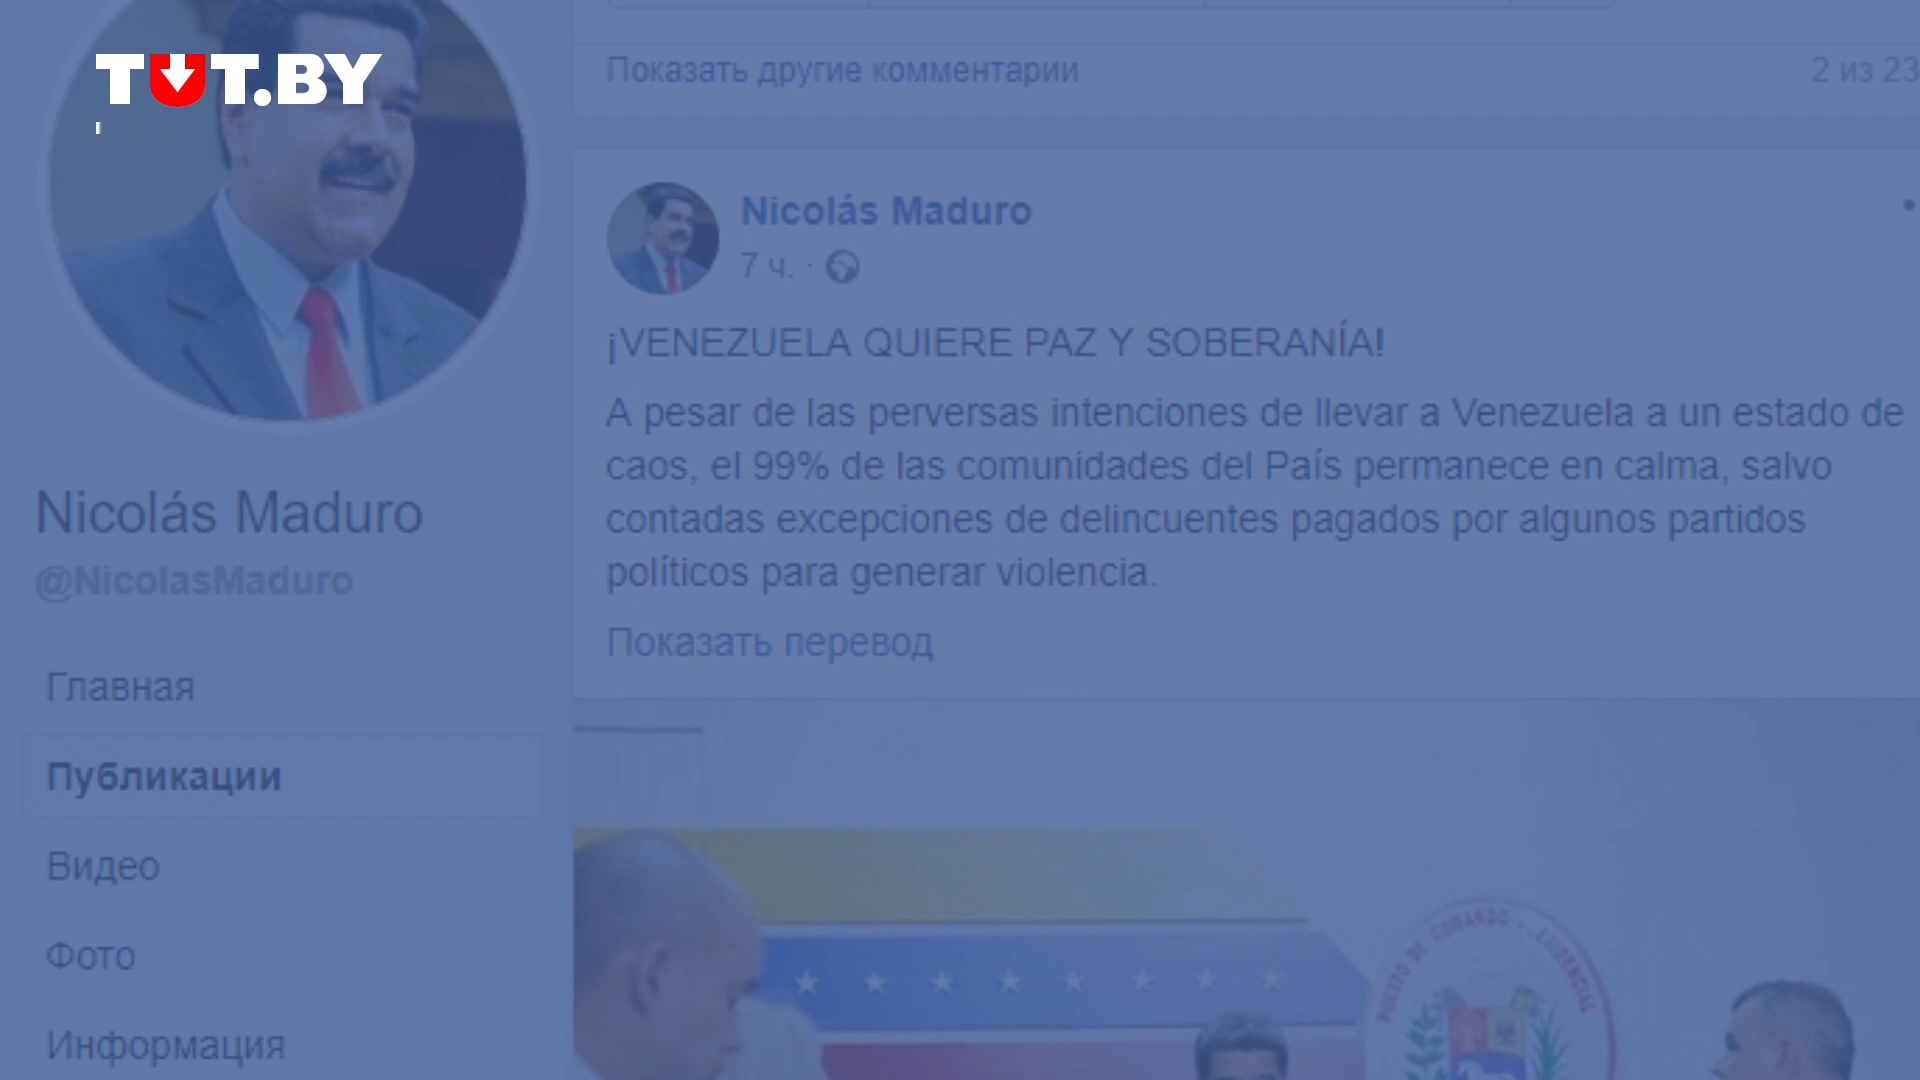 TUT.BY
Показать другие комментарии
2 из 23
Nicolás Maduro
7 ч.
¡VENEZUELA QUIERE PAZ Y SOBERANÍA!
A pesar de las perversas intenciones de llevar a Venezuela a un estado de
caos, el 99% de las comunidades del País permanece en calma, salvo
contadas excepciones de delincuentes pagados por algunos partidos
políticos para generar violencia.
Показать перевод
Nicolás Maduro
@NicolasMaduro
Главная
Публикации
Видео
Фото
Информация
PUESTO DE COMANDO